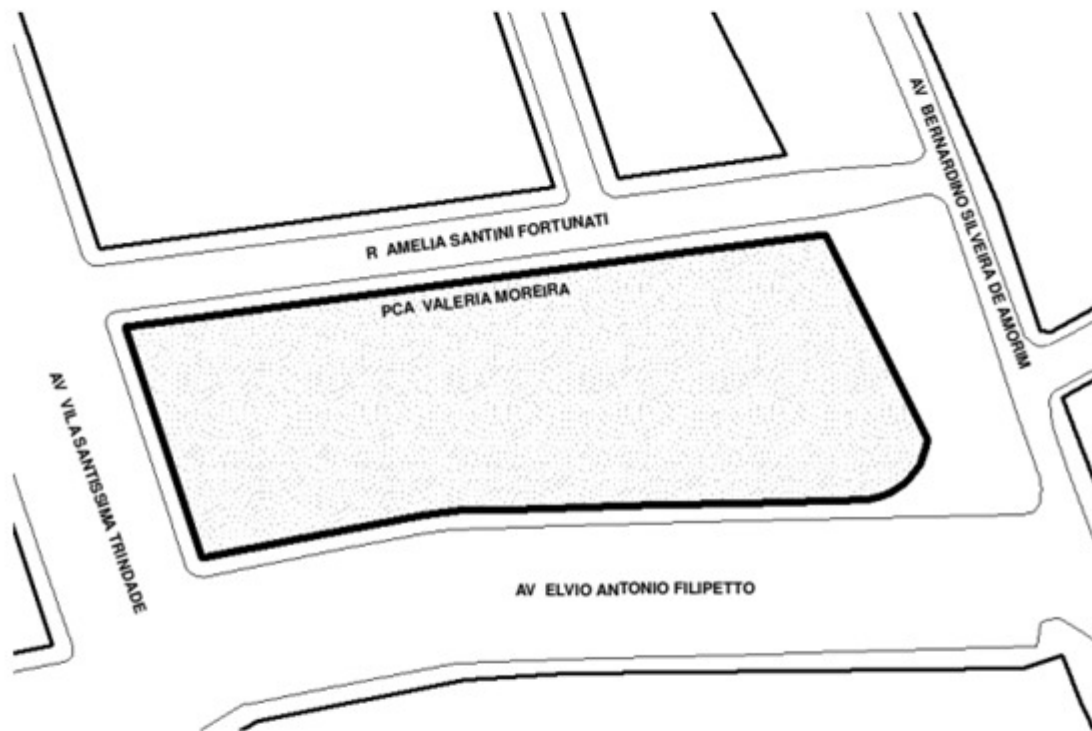 AV BERNARDINO SILVEIRA DE AMORIM
R AMELIA SANTINI FORTUNATI
PCA VALERIA MOREIRA
AV VILA SANTISSIMA TRINDADE
AV ELVIO ANTONIO FILIPETTO